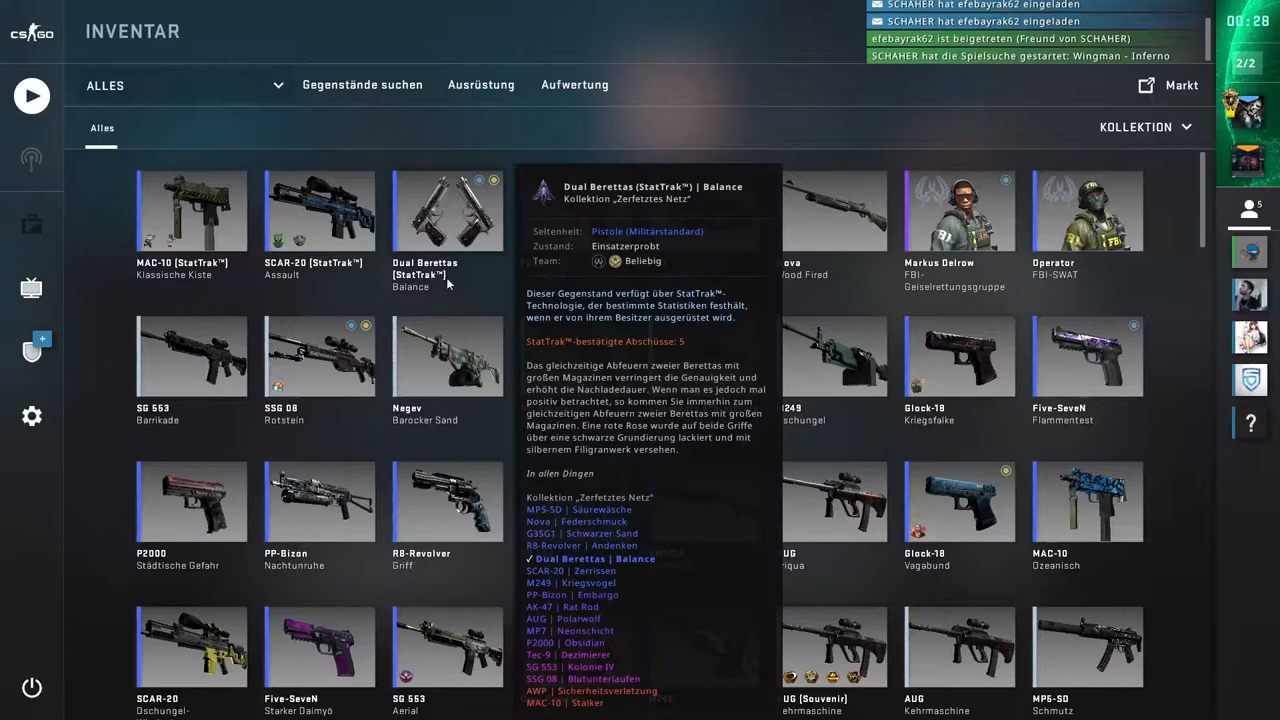 CS:GO
INVENTAR
SCHAHER hat efebayrak62 eingeladen
SCHAHER hat efebayrak62 eingeladen
efebayrak62 ist beigetreten (Freund von SCHAHER)
SCHAHER hat die Spielsuche gestartet: Wingman - Inferno
00:28
2/2
ALLES
Gegenstände suchen
Ausrüstung
Aufwertung
Markt
Alles
KOLLEKTION
5
MAC-10 (StatTrak™)
Klassische Kiste
SCAR-20 (StatTrak™)
Assault
Dual Berettas
(StatTrak™)
Balance
Dual Berettas (StatTrak™) | Balance
Kollektion „Zerfetztes Netz“
Seltenheit: Pistole (Militärstandard)
Zustand: Einsatzerprobt
Team: Beliebig
Dieser Gegenstand verfügt über StatTrak™-
Technologie, der bestimmte Statistiken festhält,
wenn er von ihrem Besitzer ausgerüstet wird.
StatTrak™-bestätigte Abschüsse: 5
Das gleichzeitige Abfeuern zweier Berettas mit
großen Magazinen verringert die Genauigkeit und
erhöht die Nachladedauer. Wenn man es jedoch mal
positiv betrachtet, so kommen Sie immerhin zum
gleichzeitigen Abfeuern zweier Berettas mit großen
Magazinen. Eine rote Rose wurde auf beide Griffe
über eine schwarze Grundierung lackiert und mit
silbernem Filigranwerk versehen.
In allen Dingen
Kollektion „Zerfetztes Netz“
MP5-SD | Säurewäsche
Nova | Federschmuck
G3SG1 | Schwarzer Sand
R8-Revolver | Andenken
✓ Dual Berettas | Balance
SCAR-20 | Zerrissen
M249 | Kriegsvogel
PP-Bizon | Embargo
AK-47 | Rat Rod
AUG | Polarwolf
MP7 | Neonschicht
P2000 | Obsidian
Tec-9 | Dezimierer
SG 553 | Kolonie IV
SSG 08 | Blutunterlaufen
AWP | Sicherheitsverletzung
MAC-10 | Stalker
ova
ood Fired
Markus Delrow
FBI-
Geiselrettungsgruppe
Operator
FBI-SWAT
SG 553
Barrikade
SSG 08
Rotstein
Negev
Barocker Sand
249
schungel
Glock-18
Kriegsfalke
Five-SeveN
Flammentest
P2000
Städtische Gefahr
PP-Bizon
Nachtunruhe
R8-Revolver
Griff
UG
riqua
Glock-18
Vagabund
MAC-10
Ozeanisch
SCAR-20
Dschungel-
Five-SeveN
Starker Daimyō
SG 553
Aerial
UG (Souvenir)
ehrmaschine
AUG
Kehrmaschine
MP5-SD
Schmutz